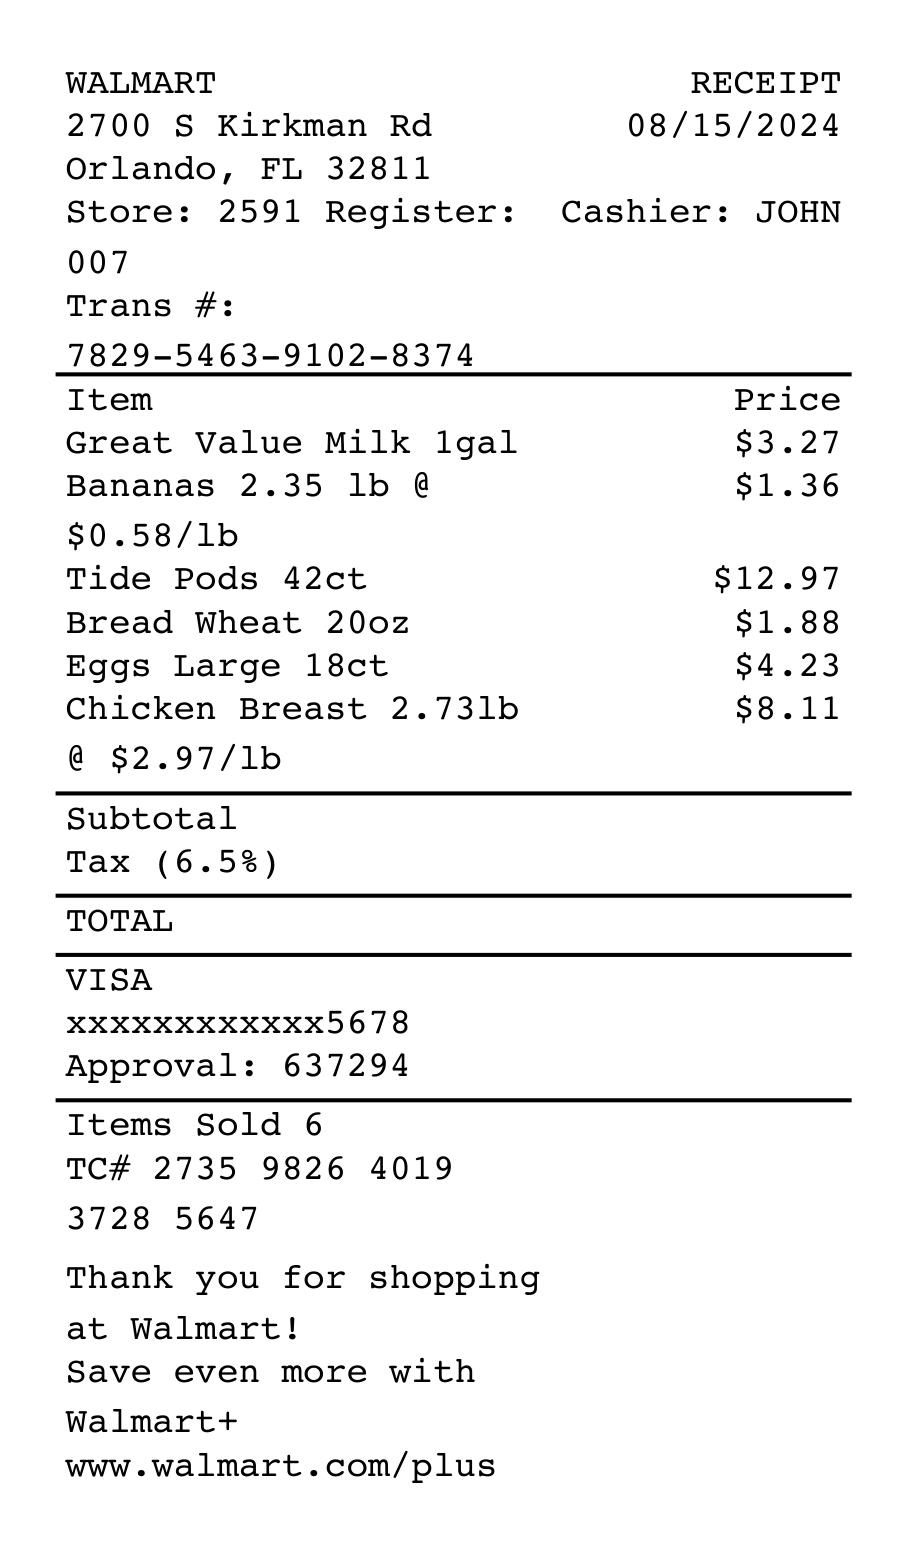 WALMART RECEIPT
2700 S Kirkman Rd 08/15/2024
Orlando, FL 32811
Store: 2591 Register: Cashier: JOHN
007
Trans #:
7829-5463-9102-8374
Item Price
Great Value Milk 1gal $3.27
Bananas 2.35 lb @ $1.36
$0.58/lb
Tide Pods 42ct $12.97
Bread Wheat 20oz $1.88
Eggs Large 18ct $4.23
Chicken Breast 2.73lb $8.11
@ $2.97/lb
Subtotal
Tax (6.5%)
TOTAL
VISA
xxxxxxxxxxxx5678
Approval: 637294
Items Sold 6
TC# 2735 9826 4019
3728 5647
Thank you for shopping
at Walmart!
Save even more with
Walmart+
www.walmart.com/plus